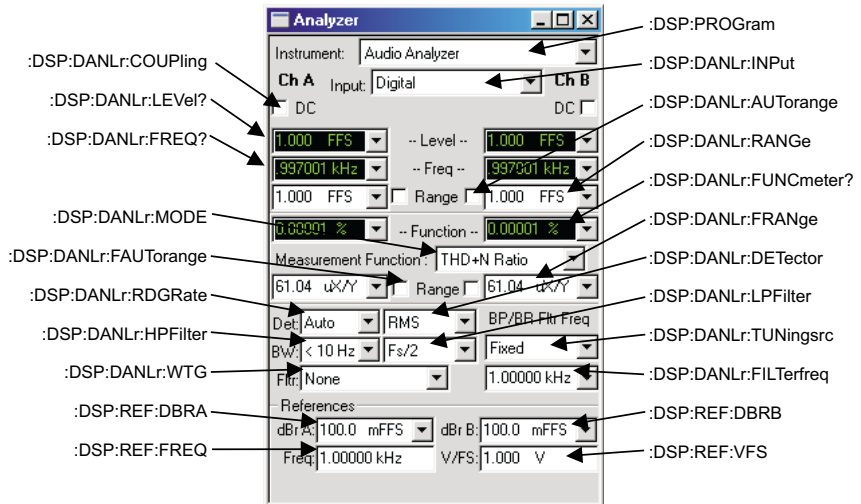 Analyzer
:DSP:PROGram
Instrument: Audio Analyzer
:DSP:DANLr:COUPling
Ch A Input: Digital Ch B
:DSP:DANLr:INPut
:DSP:DANLr:LEVel?
DC DC
:DSP:DANLr:AUTorange
:DSP:DANLr:FREQ?
1.000 FFS -- Level -- 1.000 FFS
:DSP:DANLr:RANGe
.997001 kHz -- Freq -- .997001 kHz
:DSP:DANLr:FUNCmeter?
1.000 FFS Range 1.000 FFS
:DSP:DANLr:MODE
0.00001 % -- Function -- 0.00001 %
:DSP:DANLr:FRANge
:DSP:DANLr:FAUTorange
Measurement Function : THD+N Ratio
:DSP:DANLr:DETector
:DSP:DANLr:RDGRate
61.04 uX/Y Range 61.04 uX/Y
:DSP:DANLr:LPFilter
:DSP:DANLr:HPFilter
Det: Auto RMS BP/BR Fltr Freq
:DSP:DANLr:TUNingsrc
BW: < 10 Hz Fs/2 Fixed
:DSP:DANLr:WTG
Fltr: None 1.00000 kHz
:DSP:DANLr:FILTerfreq
References
:DSP:REF:DBRA
dBr A: 100.0 mFFS dBr B: 100.0 mFFS
:DSP:REF:DBRB
:DSP:REF:FREQ
Freq: 1.00000 kHz V/FS: 1.000 V
:DSP:REF:VFS